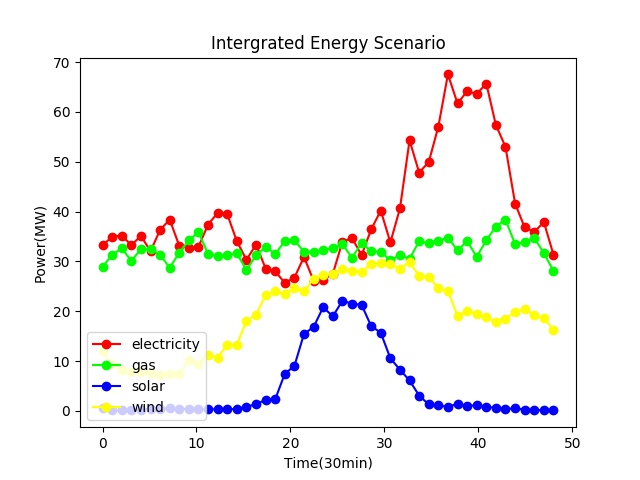 Intergrated Energy Scenario
Power(MW)
70
60
50
40
30
20
10
0
electricity
gas
solar
wind
0 10 20 30 40 50
Time(30min)